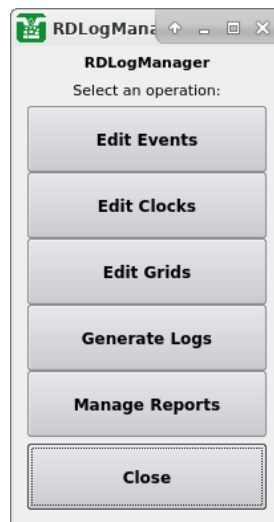 RDLogMana
RDLogManager
Select an operation:
Edit Events
Edit Clocks
Edit Grids
Generate Logs
Manage Reports
Close